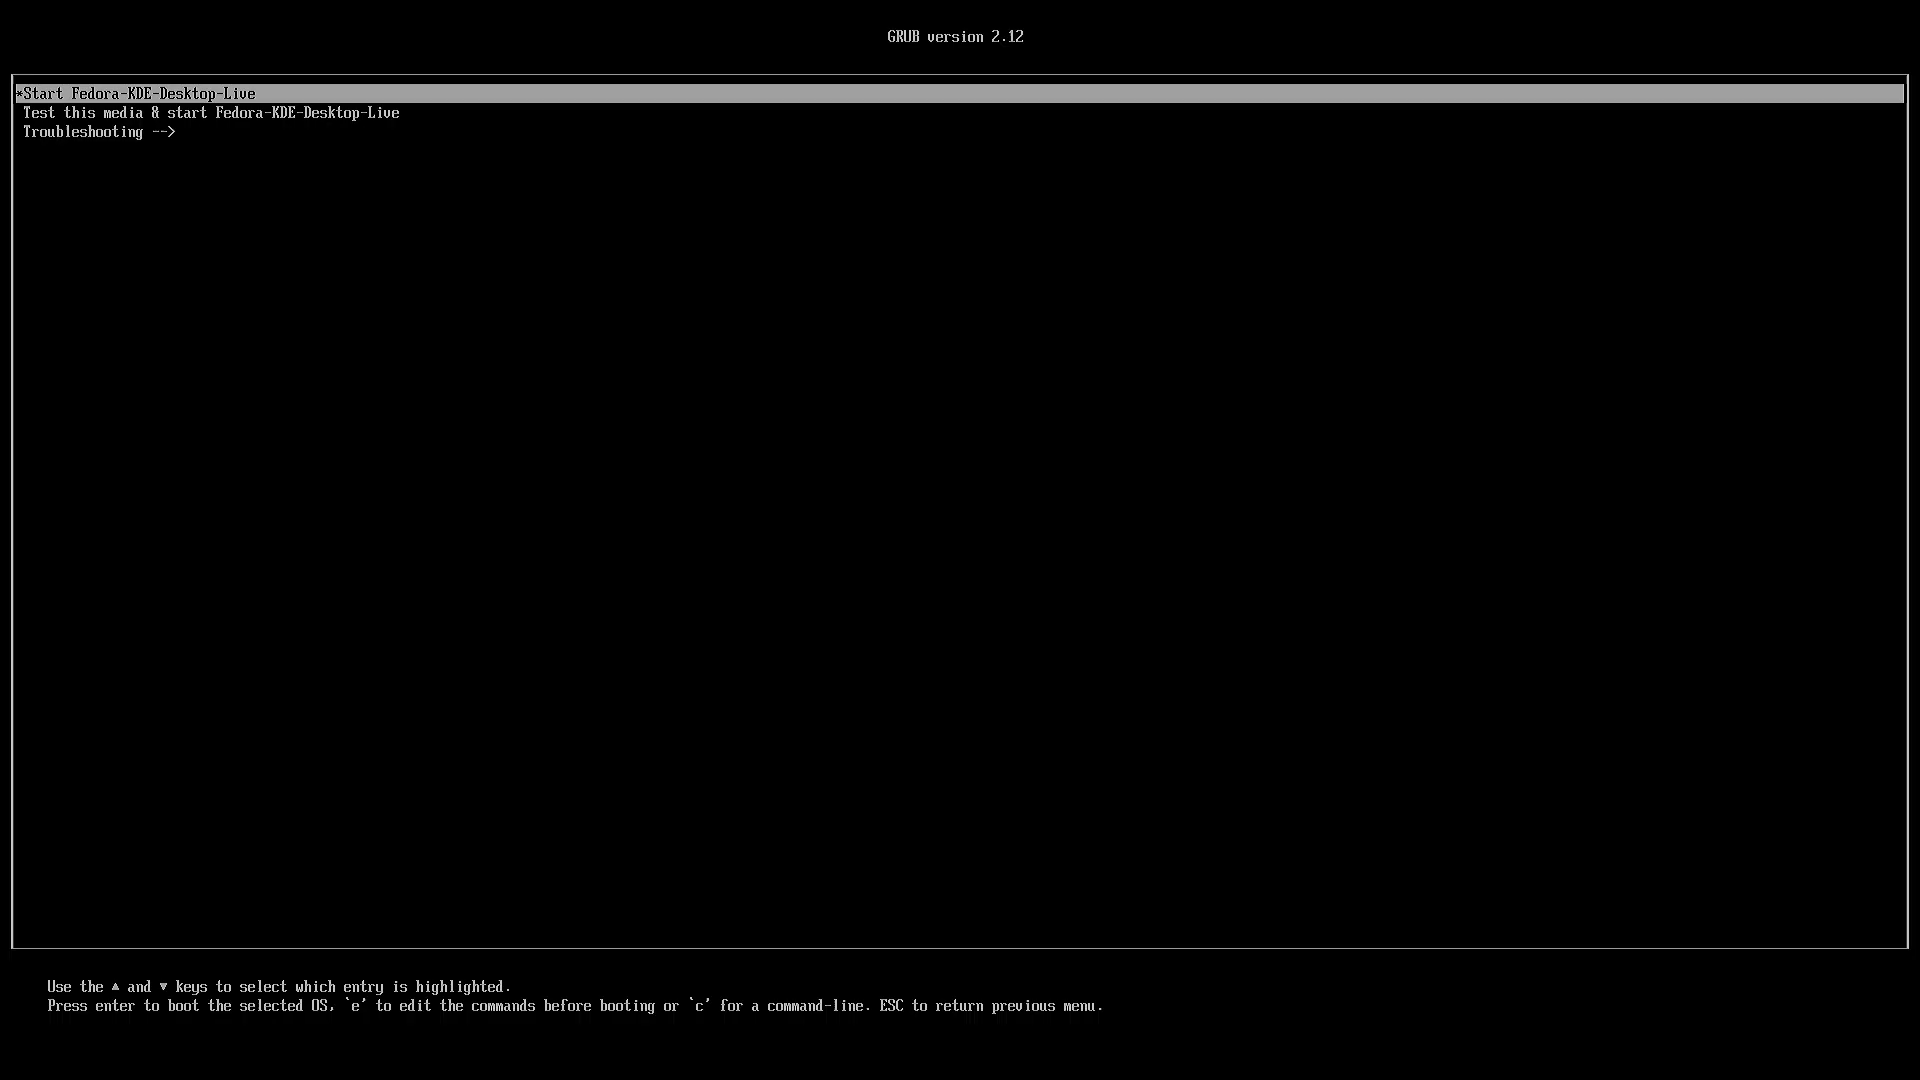 GRUB version 2.12
*Start Fedora-KDE-Desktop-Live
Test this media & start Fedora-KDE-Desktop-Live
Troubleshooting -->
Use the ▲ and ▼ keys to select which entry is highlighted.
Press enter to boot the selected OS, `e' to edit the commands before booting or `c' for a command-line. ESC to return previous menu.